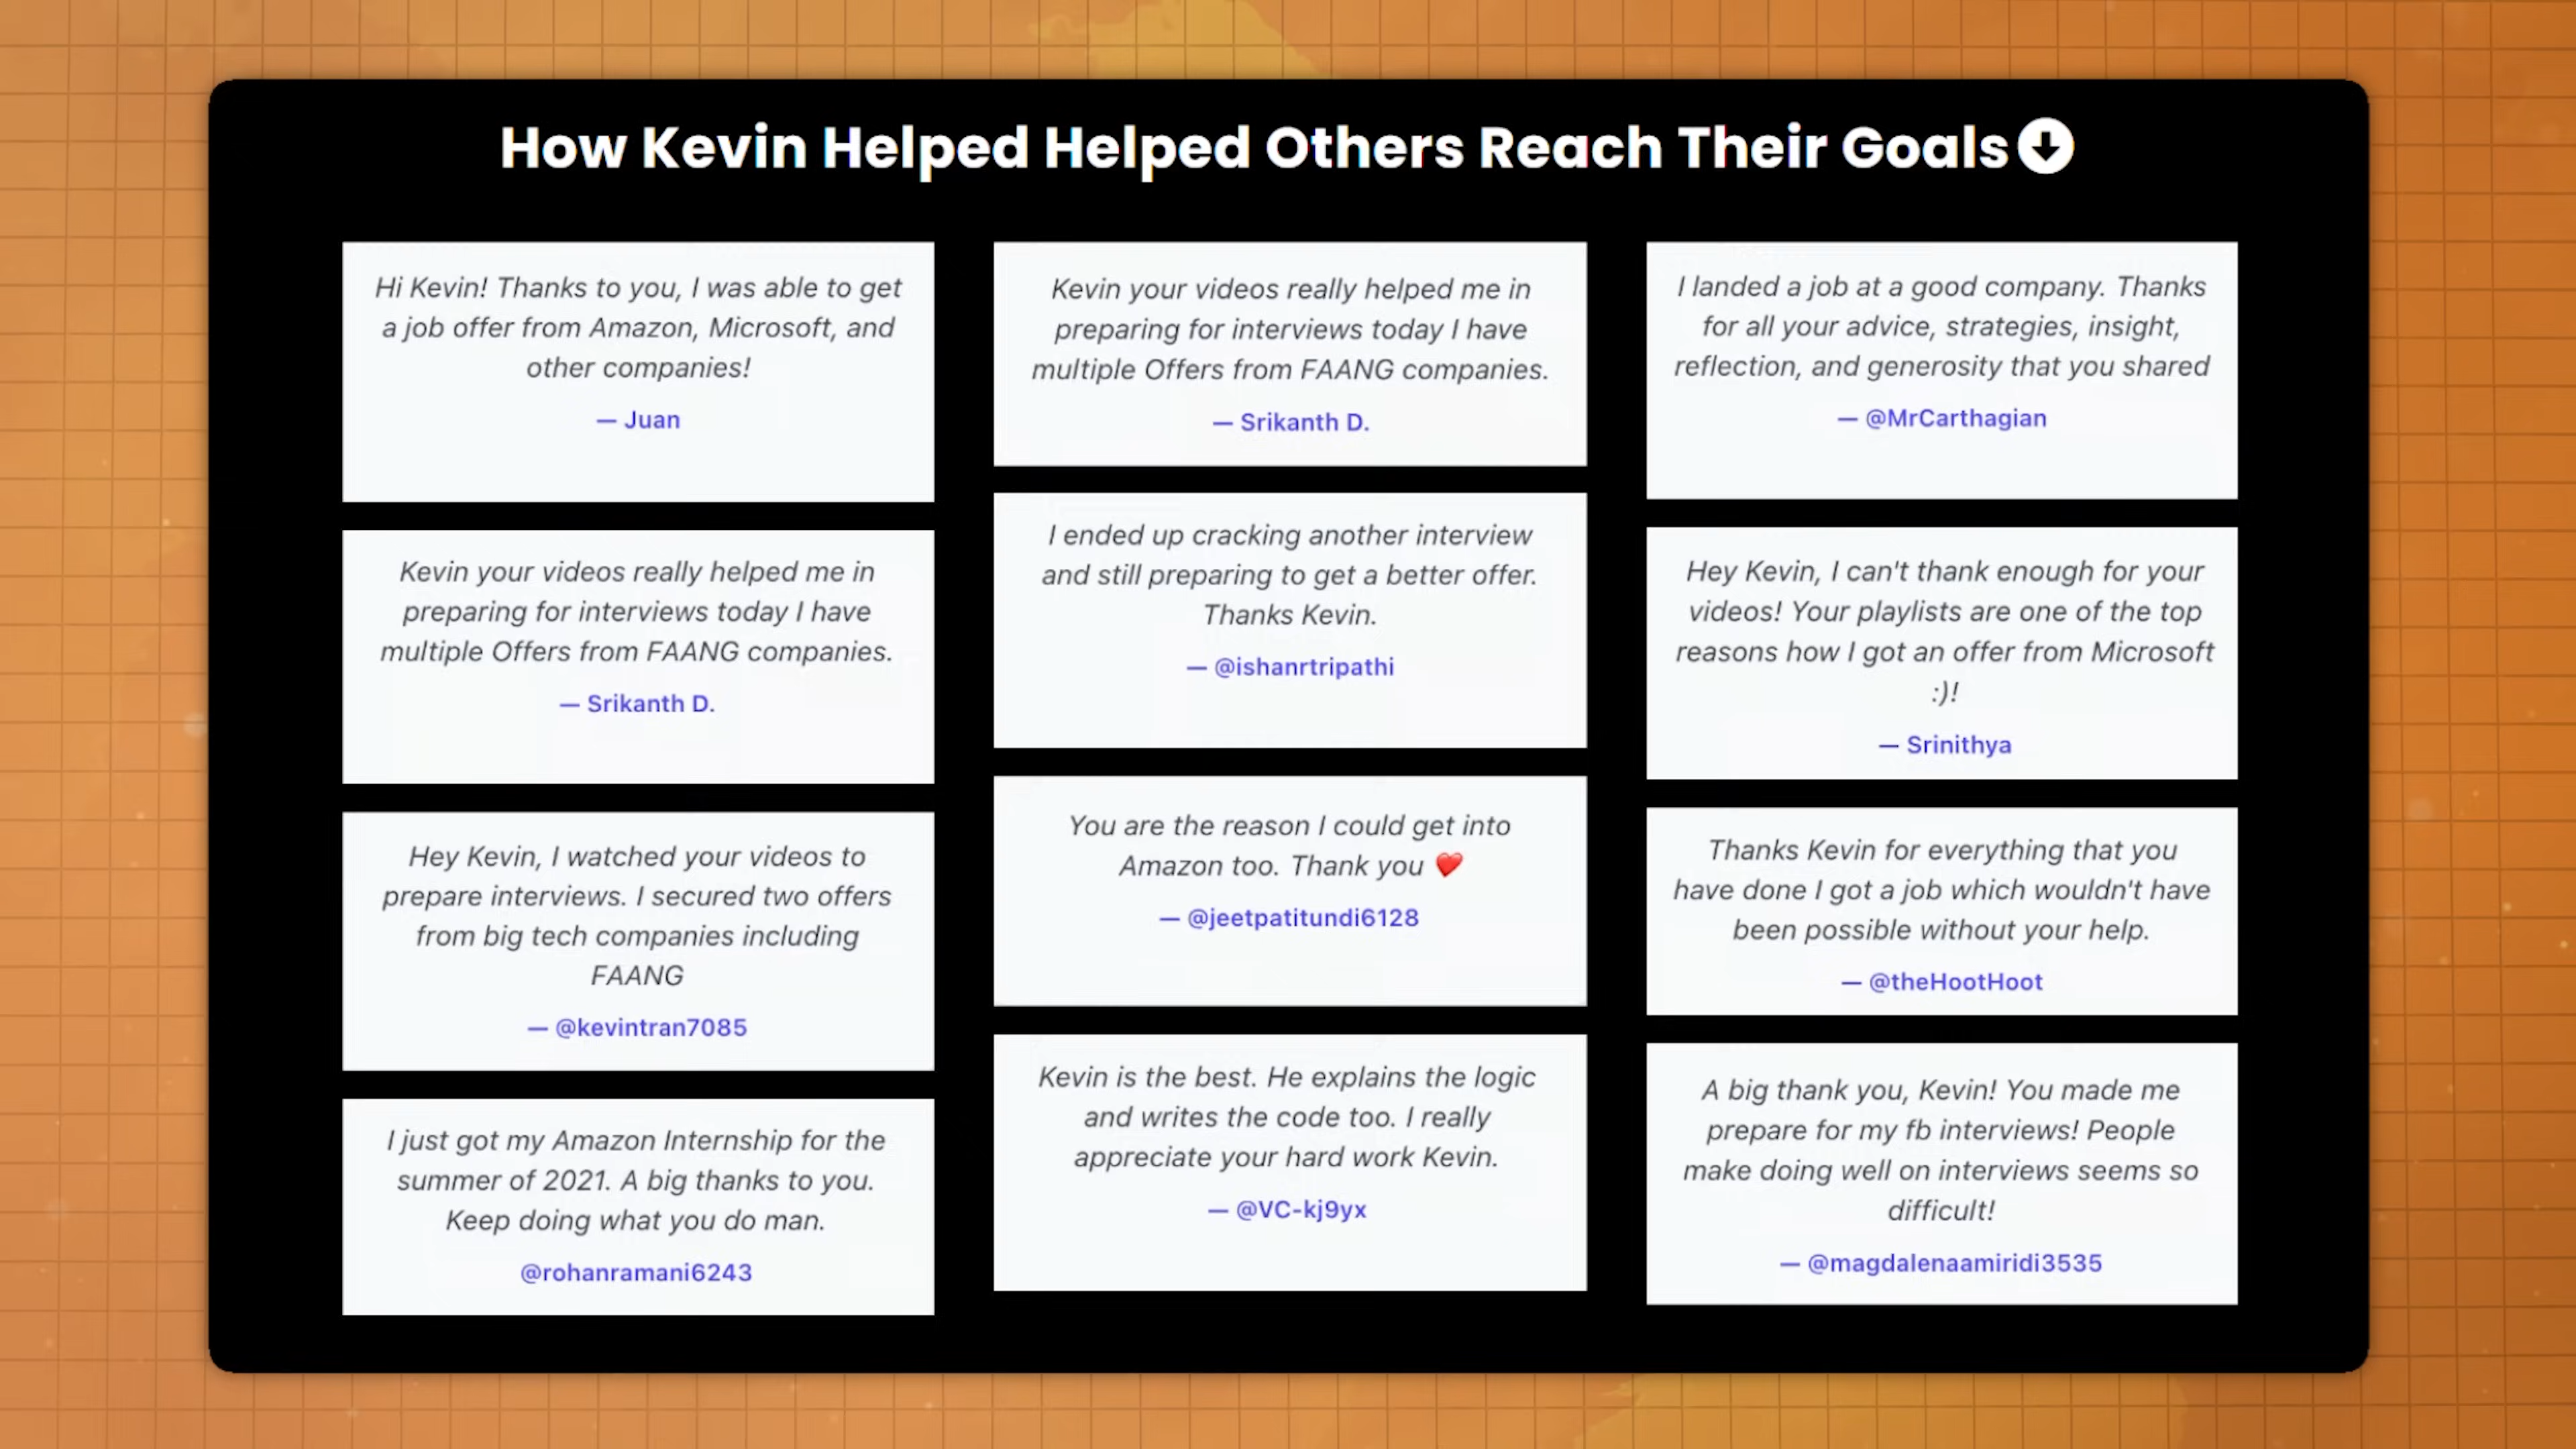 How Kevin Helped Helped Others Reach Their Goals
Hi Kevin! Thanks to you, I was able to get
a job offer from Amazon, Microsoft, and
other companies!
— Juan
Kevin your videos really helped me in
preparing for interviews today I have
multiple Offers from FAANG companies.
— Srikanth D.
Hey Kevin, I watched your videos to
prepare interviews. I secured two offers
from big tech companies including
FAANG
— @kevintran7085
I just got my Amazon Internship for the
summer of 2021. A big thanks to you.
Keep doing what you do man.
@rohanramani6243
Kevin your videos really helped me in
preparing for interviews today I have
multiple Offers from FAANG companies.
— Srikanth D.
I ended up cracking another interview
and still preparing to get a better offer.
Thanks Kevin.
— @ishanrtripathi
You are the reason I could get into
Amazon too. Thank you ❤️
— @jeetpatitundi6128
Kevin is the best. He explains the logic
and writes the code too. I really
appreciate your hard work Kevin.
— @VC-kj9yx
I landed a job at a good company. Thanks
for all your advice, strategies, insight,
reflection, and generosity that you shared
— @MrCarthagian
Hey Kevin, I can't thank enough for your
videos! Your playlists are one of the top
reasons how I got an offer from Microsoft
:)!
— Srinithya
Thanks Kevin for everything that you
have done I got a job which wouldn't have
been possible without your help.
— @theHootHoot
A big thank you, Kevin! You made me
prepare for my fb interviews! People
make doing well on interviews seems so
difficult!
— @magdalenaamiridi3535